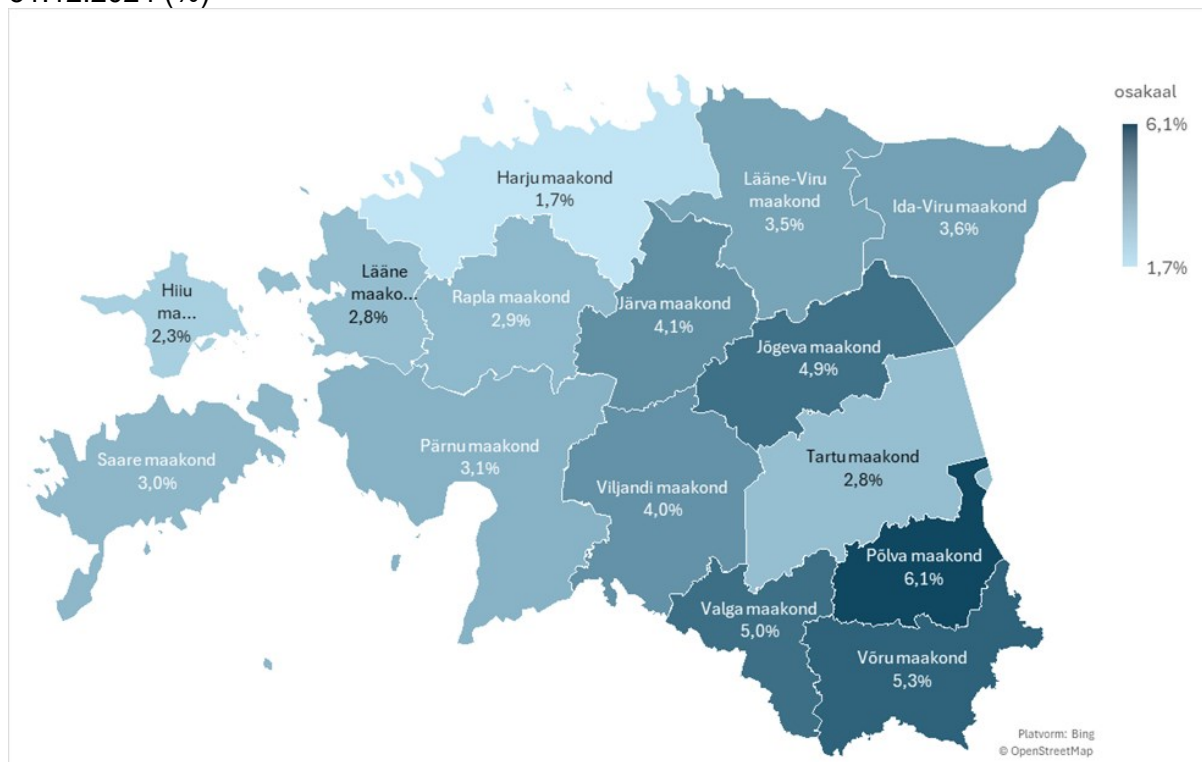 osakaal
6,1%
1,7%
Harju maakond
1,7%
Lääne-Viru
maakond
3,5%
Ida-Viru maakond
3,6%
Hiiu
ma...
2,3%
Lääne
maako...
2,8%
Rapla maakond
2,9%
Järva maakond
4,1%
Jõgeva maakond
4,9%
Saare maakond
3,0%
Pärnu maakond
3,1%
Viljandi maakond
4,0%
Tartu maakond
2,8%
Põlva maakond
6,1%
Valga maakond
5,0%
Võru maakond
5,3%
Platvorm: Bing
© OpenStreetMap